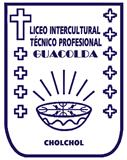 LICEO INTERCULTURAL
TÉCNICO PROFESIONAL
GUACOLDA
CHOLCHOL